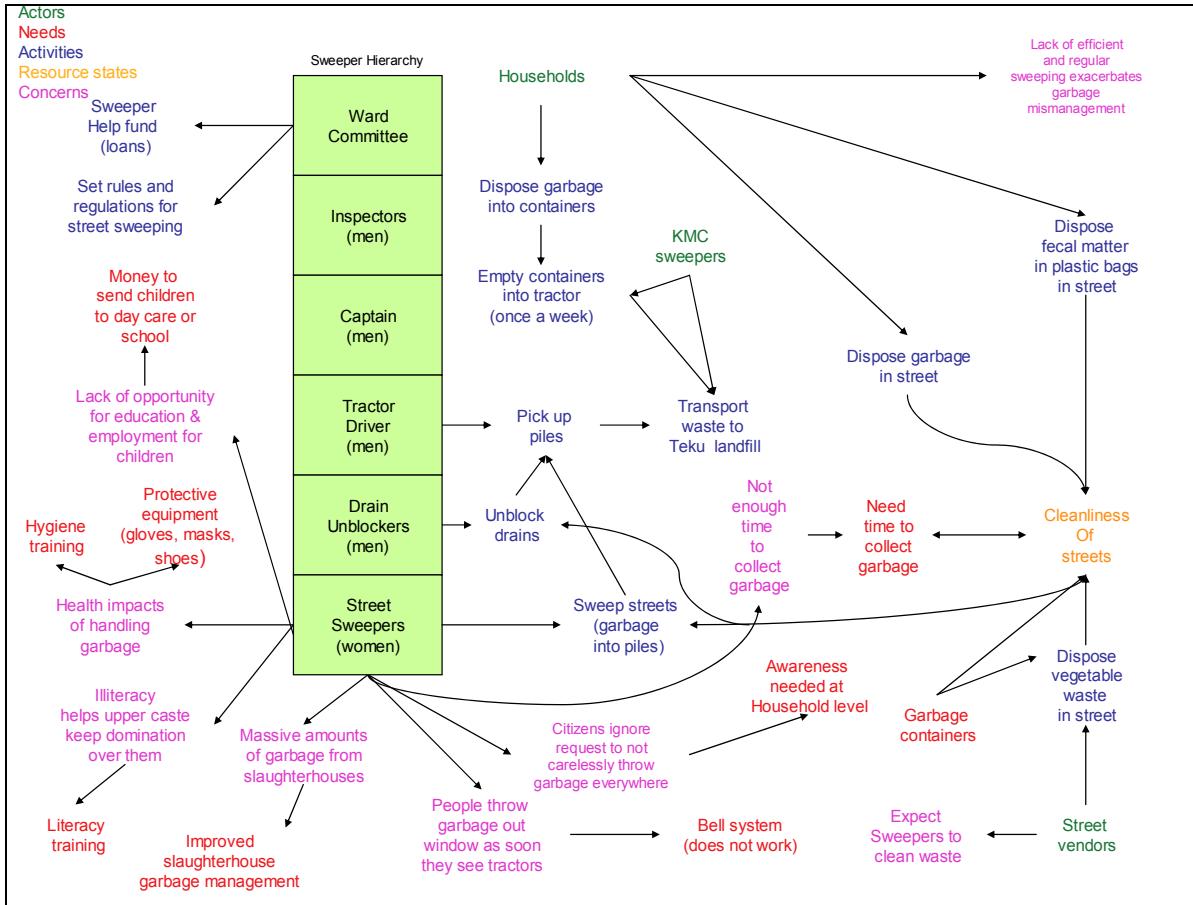 Actors
Needs
Activities
Resource states
Concerns
Sweeper Hierarchy
Ward
Committee
Inspectors
(men)
Captain
(men)
Tractor
Driver
(men)
Drain
Unblockers
(men)
Street
Sweepers
(women)
Sweeper
Help fund
(loans)
Set rules and
regulations for
street sweeping
Money to
send children
to day care or
school
Lack of opportunity
for education &
employment for
children
Protective
equipment
(gloves, masks,
shoes)
Hygiene
training
Health impacts
of handling
garbage
Illiteracy
helps upper caste
keep domination
over them
Literacy
training
Massive amounts
of garbage from
slaughterhouses
Improved
slaughterhouse
garbage management
Households
Dispose garbage
into containers
Empty containers
into tractor
(once a week)
KMC
sweepers
Pick up
piles
Transport
waste to
Teku landfill
Unblock
drains
Sweep streets
(garbage
into piles)
Not
enough
time
to
collect
garbage
Need
time to
collect
garbage
Citizens ignore
request to not
carelessly throw
garbage everywhere
Awareness
needed at
Household level
People throw
garbage out
window as soon
they see tractors
Bell system
(does not work)
Lack of efficient
and regular
sweeping exacerbates
garbage
mismanagement
Dispose
fecal matter
in plastic bags
in street
Dispose garbage
in street
Cleanliness
Of
streets
Garbage
containers
Dispose
vegetable
waste
in street
Expect
Sweepers to
clean waste
Street
vendors